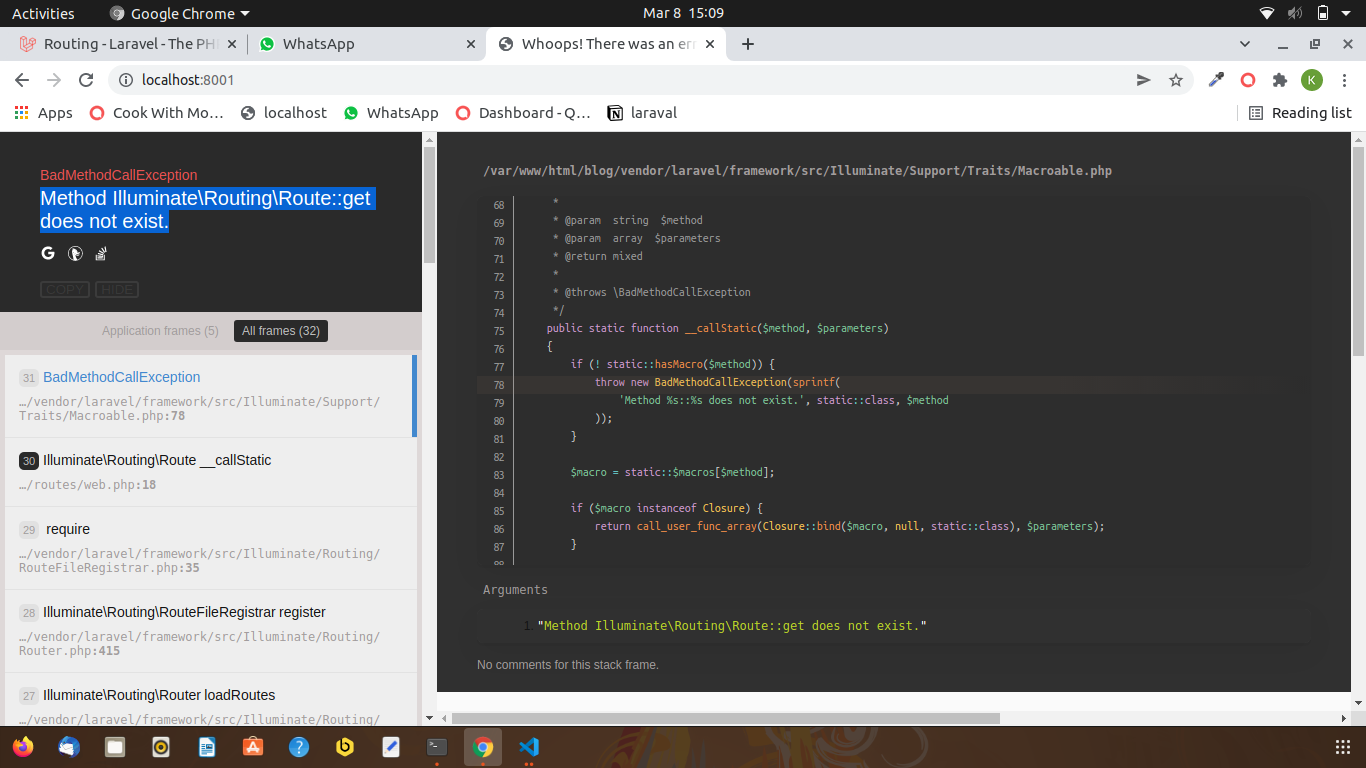 Activities
Google Chrome
Mar 8 15:09
Routing - Laravel - The PH
WhatsApp
Whoops! There was an err
localhost:8001
K
Apps
Cook With Mo…
localhost
WhatsApp
Dashboard - Q…
laraval
Reading list
BadMethodCallException
Method Illuminate\Routing\Route::get
does not exist.
COPY HIDE
Application frames (5)
All frames (32)
31 BadMethodCallException
…/vendor/laravel/framework/src/Illuminate/Support/
Traits/Macroable.php:78
30 Illuminate\Routing\Route __callStatic
…/routes/web.php:18
29 require
…/vendor/laravel/framework/src/Illuminate/Routing/
RouteFileRegistrar.php:35
28 Illuminate\Routing\RouteFileRegistrar register
…/vendor/laravel/framework/src/Illuminate/Routing/
Router.php:415
27 Illuminate\Routing\Router loadRoutes
…/vendor/laravel/framework/src/Illuminate/Routing/
/var/www/html/blog/vendor/laravel/framework/src/Illuminate/Support/Traits/Macroable.php
68 *
69 * @param string $method
70 * @param array $parameters
71 * @return mixed
72 *
73 * @throws \BadMethodCallException
74 */
75 public static function __callStatic($method, $parameters)
76 {
77 if (! static::hasMacro($method)) {
78 throw new BadMethodCallException(sprintf(
79 'Method %s::%s does not exist.', static::class, $method
80 ));
81 }
82
83 $macro = static::$macros[$method];
84
85 if ($macro instanceof Closure) {
86 return call_user_func_array(Closure::bind($macro, null, static::class), $parameters);
87 }
88
Arguments
1. "Method Illuminate\Routing\Route::get does not exist."
No comments for this stack frame.